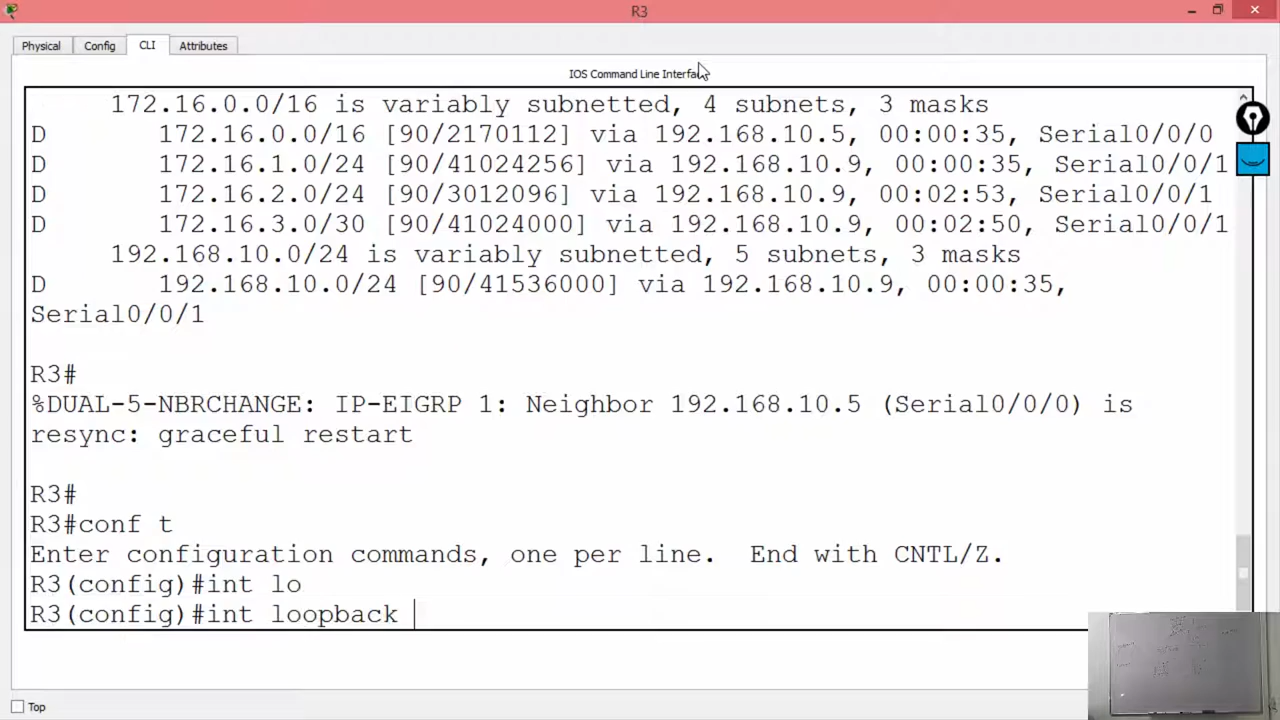 R3
Physical Config CLI Attributes
172.16.0.0/16 is variably subnetted, 4 subnets, 3 masks
D 172.16.0.0/16 [90/2170112] via 192.168.10.5, 00:00:35, Serial0/0/0
D 172.16.1.0/24 [90/41024256] via 192.168.10.9, 00:00:35, Serial0/0/1
D 172.16.2.0/24 [90/3012096] via 192.168.10.9, 00:02:53, Serial0/0/1
D 172.16.3.0/30 [90/41024000] via 192.168.10.9, 00:02:50, Serial0/0/1
192.168.10.0/24 is variably subnetted, 5 subnets, 3 masks
D 192.168.10.0/24 [90/41536000] via 192.168.10.9, 00:00:35,
Serial0/0/1
R3#
%DUAL-5-NBRCHANGE: IP-EIGRP 1: Neighbor 192.168.10.5 (Serial0/0/0) is
resync: graceful restart
R3#
R3#conf t
Enter configuration commands, one per line. End with CNTL/Z.
R3(config)#int lo
R3(config)#int loopback
Top